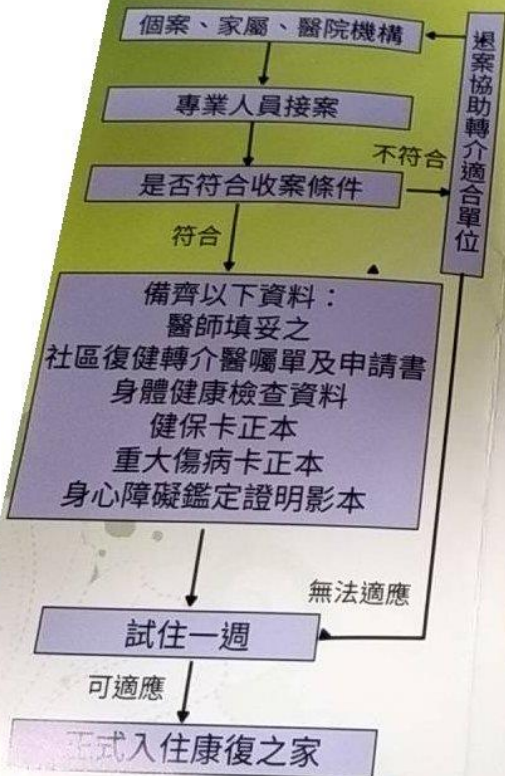 個案、家屬、醫院機構
退案協助轉介適合單位
專業人員接案
不符合
是否符合收案條件
符合
備齊以下資料：
醫師填妥之
社區復健轉介醫囑單及申請書
身體健康檢查資料
健保卡正本
重大傷病卡正本
身心障礙鑑定證明影本
無法適應
試住一週
可適應
正式入住康復之家